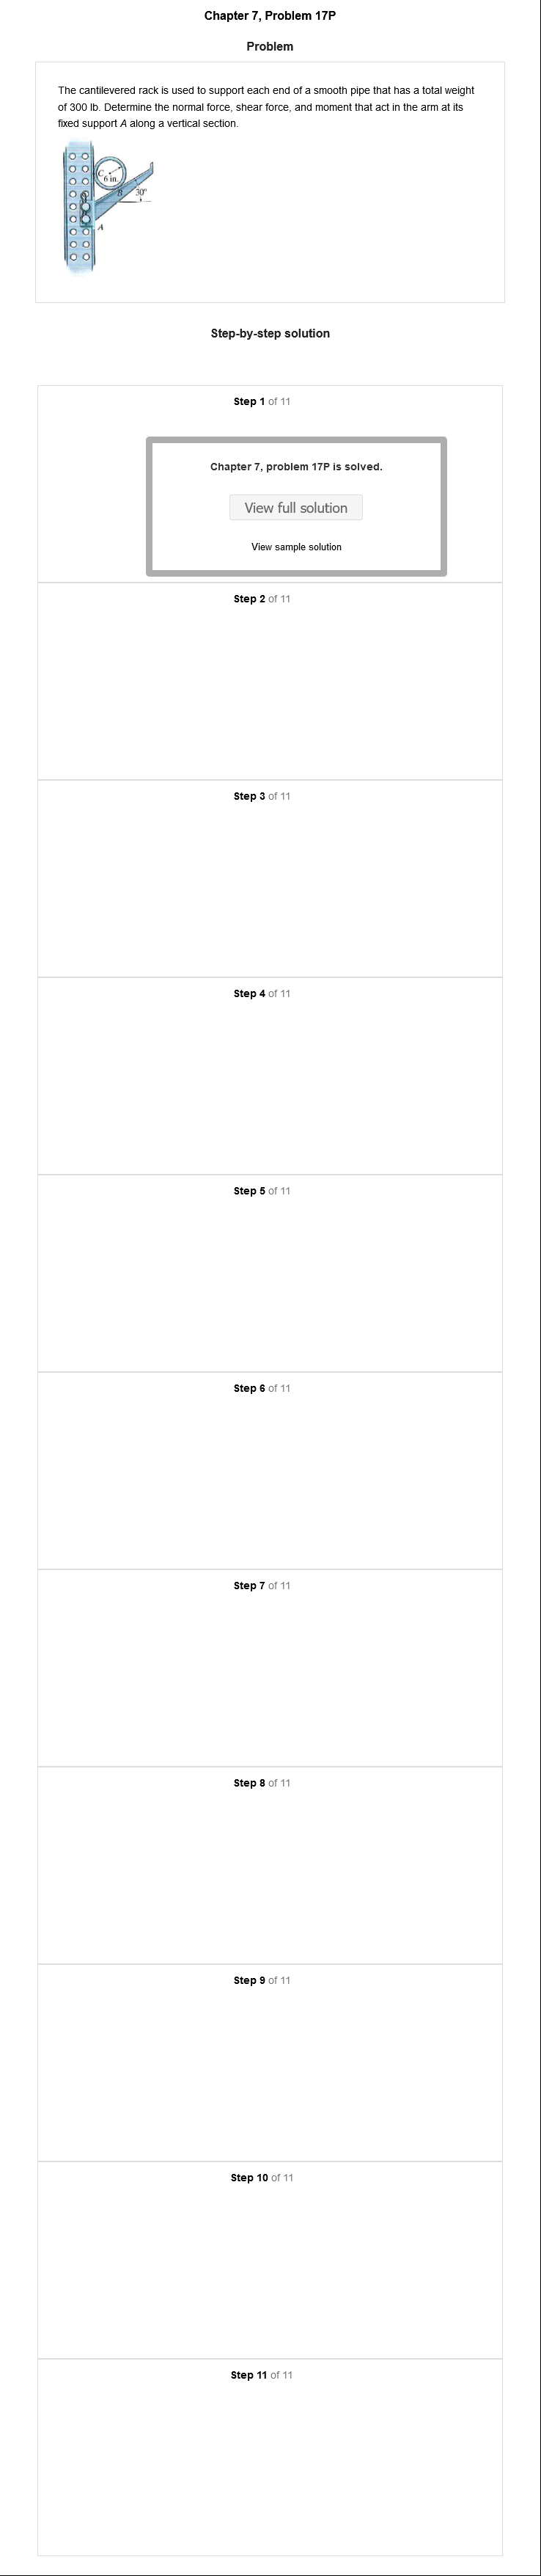 Chapter 7, Problem 17P
Problem
The cantilevered rack is used to support each end of a smooth pipe that has a total weight
of 300 lb. Determine the normal force, shear force, and moment that act in the arm at its
fixed support A along a vertical section.
C
6 in.
B
30°
A
Step-by-step solution
Step 1 of 11
Chapter 7, problem 17P is solved.
View full solution
View sample solution
Step 2 of 11
Step 3 of 11
Step 4 of 11
Step 5 of 11
Step 6 of 11
Step 7 of 11
Step 8 of 11
Step 9 of 11
Step 10 of 11
Step 11 of 11